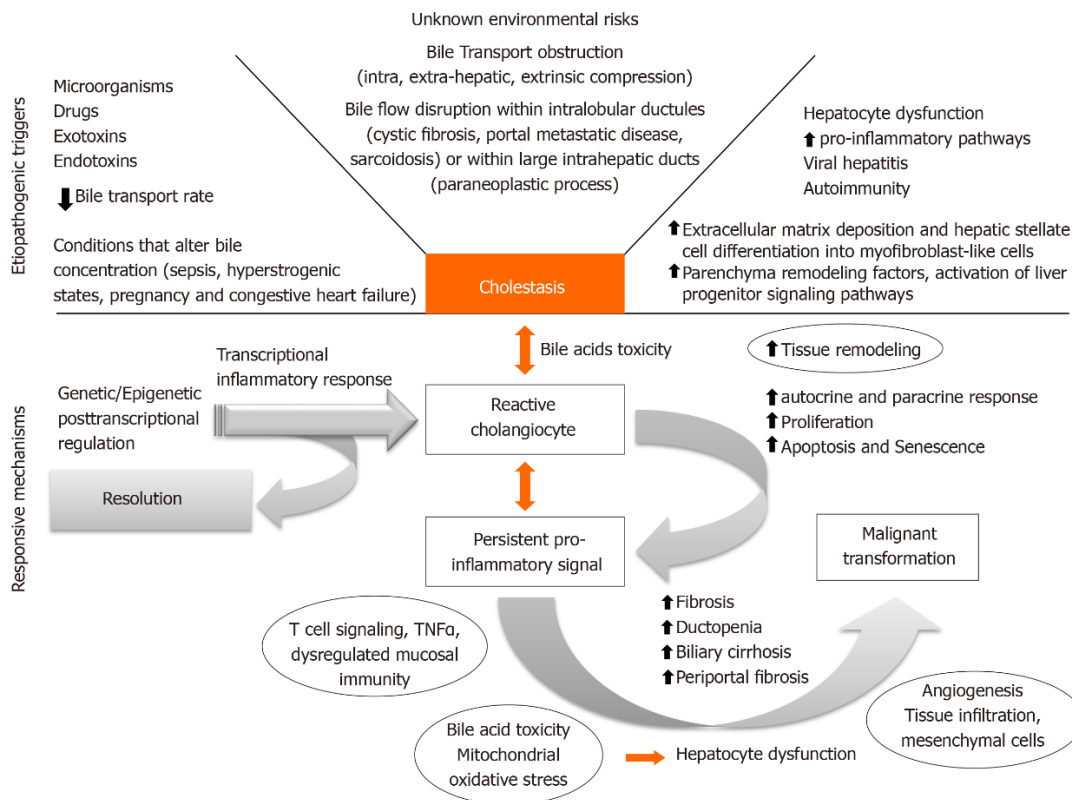 Unknown environmental risks
Bile Transport obstruction
(intra, extra-hepatic, extrinsic compression)
Bile flow disruption within intralobular ductules
(cystic fibrosis, portal metastatic disease,
sarcoidosis) or within large intrahepatic ducts
(paraneoplastic process)
Etiopathogenic triggers
Microorganisms
Drugs
Exotoxins
Endotoxins
Bile transport rate
Conditions that alter bile
concentration (sepsis, hyperstrogenic
states, pregnancy and congestive heart failure)
Hepatocyte dysfunction
pro-inflammatory pathways
Viral hepatitis
Autoimmunity
Extracellular matrix deposition and hepatic stellate
cell differentiation into myofibroblast-like cells
Parenchyma remodeling factors, activation of liver
progenitor signaling pathways
Cholestasis
Responsive mechanisms
Bile acids toxicity
Tissue remodeling
Transcriptional
inflammatory response
Genetic/Epigenetic
posttranscriptional
regulation
Reactive
cholangiocyte
autocrine and paracrine response
Proliferation
Apoptosis and Senescence
Resolution
Persistent pro-
inflammatory signal
Malignant
transformation
T cell signaling, TNFα,
dysregulated mucosal
immunity
Fibrosis
Ductopenia
Biliary cirrhosis
Periportal fibrosis
Angiogenesis
Tissue infiltration,
mesenchymal cells
Bile acid toxicity
Mitochondrial
oxidative stress
Hepatocyte dysfunction